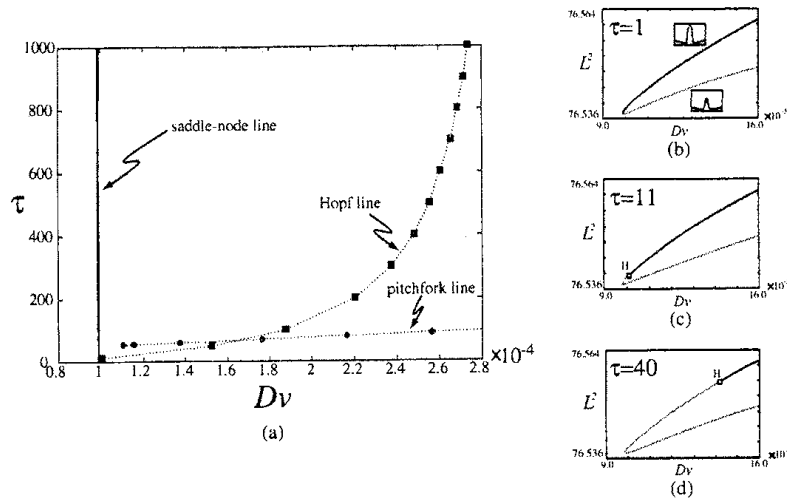 1000
800
600
400
200
0
τ
saddle-node line
Hopf line
pitchfork line
0.8 1 1.2 1.4 1.6 1.8 2 2.2 2.4 2.6 2.8
×10⁻⁴
Dv
(a)
τ=1
76.564
L²
76.536
9.0 16.0
Dv
(b)
τ=11
76.564
L²
H
76.536
9.0 16.0
Dv
(c)
τ=40
76.564
L²
H
76.536
9.0 16.0
Dv
(d)